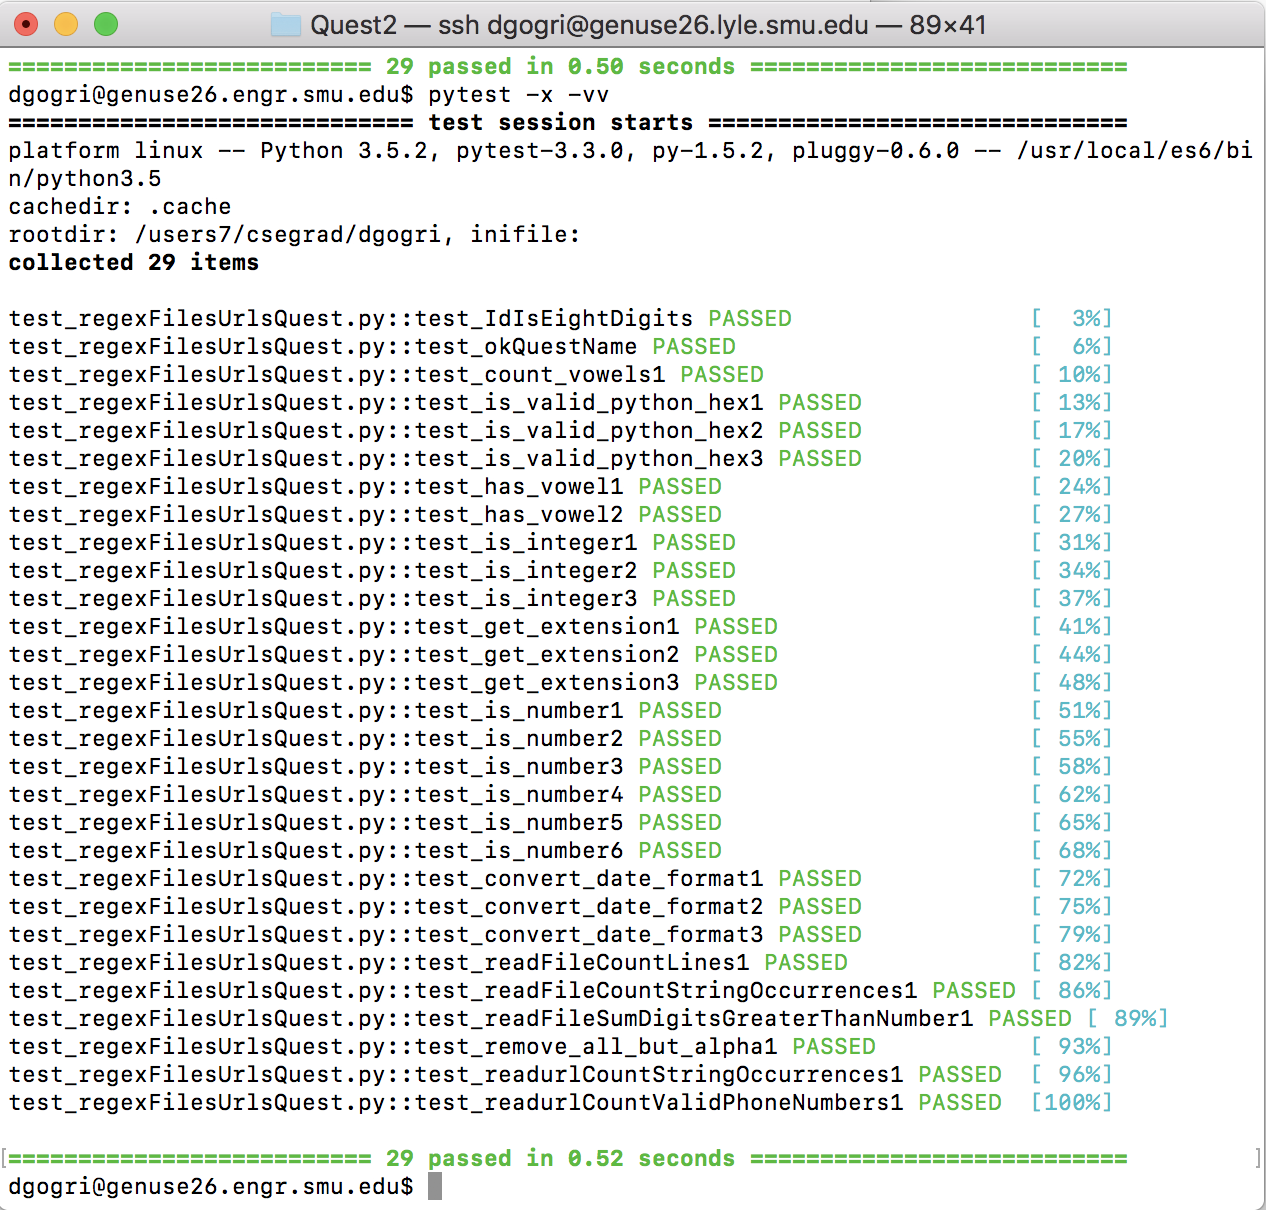 Quest2 — ssh dgogri@genuse26.lyle.smu.edu — 89×41
========================== 29 passed in 0.50 seconds ===========================
dgogri@genuse26.engr.smu.edu$ pytest -x -vv
============================= test session starts ==============================
platform linux -- Python 3.5.2, pytest-3.3.0, py-1.5.2, pluggy-0.6.0 -- /usr/local/es6/bi
n/python3.5
cachedir: .cache
rootdir: /users7/csegrad/dgogri, inifile:
collected 29 items
test_regexFilesUrlsQuest.py::test_IdIsEightDigits PASSED                 [  3%]
test_regexFilesUrlsQuest.py::test_okQuestName PASSED                     [  6%]
test_regexFilesUrlsQuest.py::test_count_vowels1 PASSED                   [ 10%]
test_regexFilesUrlsQuest.py::test_is_valid_python_hex1 PASSED            [ 13%]
test_regexFilesUrlsQuest.py::test_is_valid_python_hex2 PASSED            [ 17%]
test_regexFilesUrlsQuest.py::test_is_valid_python_hex3 PASSED            [ 20%]
test_regexFilesUrlsQuest.py::test_has_vowel1 PASSED                      [ 24%]
test_regexFilesUrlsQuest.py::test_has_vowel2 PASSED                      [ 27%]
test_regexFilesUrlsQuest.py::test_is_integer1 PASSED                     [ 31%]
test_regexFilesUrlsQuest.py::test_is_integer2 PASSED                     [ 34%]
test_regexFilesUrlsQuest.py::test_is_integer3 PASSED                     [ 37%]
test_regexFilesUrlsQuest.py::test_get_extension1 PASSED                  [ 41%]
test_regexFilesUrlsQuest.py::test_get_extension2 PASSED                  [ 44%]
test_regexFilesUrlsQuest.py::test_get_extension3 PASSED                  [ 48%]
test_regexFilesUrlsQuest.py::test_is_number1 PASSED                      [ 51%]
test_regexFilesUrlsQuest.py::test_is_number2 PASSED                      [ 55%]
test_regexFilesUrlsQuest.py::test_is_number3 PASSED                      [ 58%]
test_regexFilesUrlsQuest.py::test_is_number4 PASSED                      [ 62%]
test_regexFilesUrlsQuest.py::test_is_number5 PASSED                      [ 65%]
test_regexFilesUrlsQuest.py::test_is_number6 PASSED                      [ 68%]
test_regexFilesUrlsQuest.py::test_convert_date_format1 PASSED            [ 72%]
test_regexFilesUrlsQuest.py::test_convert_date_format2 PASSED            [ 75%]
test_regexFilesUrlsQuest.py::test_convert_date_format3 PASSED            [ 79%]
test_regexFilesUrlsQuest.py::test_readFileCountLines1 PASSED             [ 82%]
test_regexFilesUrlsQuest.py::test_readFileCountStringOccurrences1 PASSED [ 86%]
test_regexFilesUrlsQuest.py::test_readFileSumDigitsGreaterThanNumber1 PASSED [ 89%]
test_regexFilesUrlsQuest.py::test_remove_all_but_alpha1 PASSED           [ 93%]
test_regexFilesUrlsQuest.py::test_readurlCountStringOccurrences1 PASSED  [ 96%]
test_regexFilesUrlsQuest.py::test_readurlCountValidPhoneNumbers1 PASSED  [100%]
[========================== 29 passed in 0.52 seconds ===========================         ]
dgogri@genuse26.engr.smu.edu$